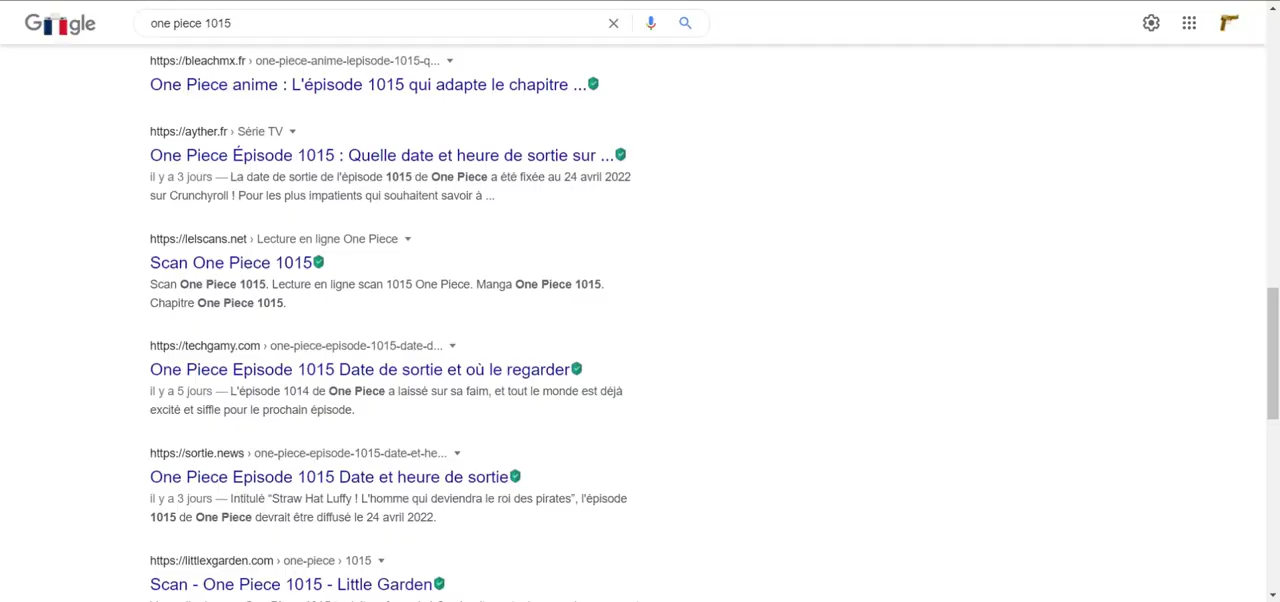 Google
one piece 1015
https://bleachmx.fr › one-piece-anime-lepisode-1015-q...
One Piece anime : L'épisode 1015 qui adapte le chapitre ...
https://ayther.fr › Série TV
One Piece Épisode 1015 : Quelle date et heure de sortie sur ...
il y a 3 jours — La date de sortie de l'épisode 1015 de One Piece a été fixée au 24 avril 2022
sur Crunchyroll ! Pour les plus impatients qui souhaitent savoir à ...
https://lelscans.net › Lecture en ligne One Piece
Scan One Piece 1015
Scan One Piece 1015. Lecture en ligne scan 1015 One Piece. Manga One Piece 1015.
Chapitre One Piece 1015.
https://techgamy.com › one-piece-episode-1015-date-d...
One Piece Episode 1015 Date de sortie et où le regarder
il y a 5 jours — L'épisode 1014 de One Piece a laissé sur sa faim, et tout le monde est déjà
excité et siffle pour le prochain épisode.
https://sortie.news › one-piece-episode-1015-date-et-he...
One Piece Episode 1015 Date et heure de sortie
il y a 3 jours — Intitulé “Straw Hat Luffy ! L'homme qui deviendra le roi des pirates”, l'épisode
1015 de One Piece devrait être diffusé le 24 avril 2022.
https://littlexgarden.com › one-piece › 1015
Scan - One Piece 1015 - Little Garden